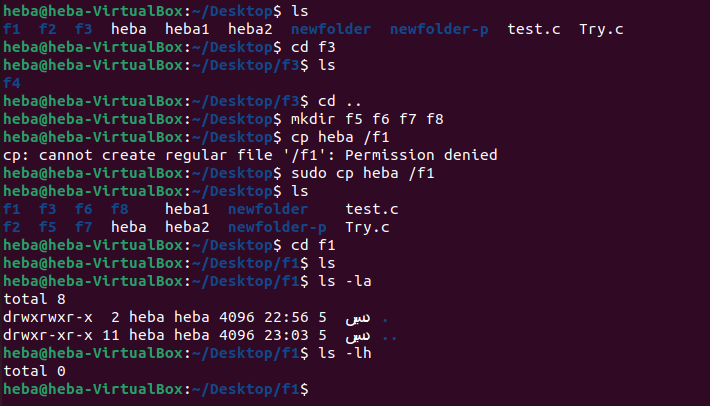 heba@heba-VirtualBox:~/Desktop$ ls
f1  f2  f3  heba  heba1  heba2  newfolder  newfolder-p  test.c  Try.c
heba@heba-VirtualBox:~/Desktop$ cd f3
heba@heba-VirtualBox:~/Desktop/f3$ ls
f4
heba@heba-VirtualBox:~/Desktop/f3$ cd ..
heba@heba-VirtualBox:~/Desktop$ mkdir f5 f6 f7 f8
heba@heba-VirtualBox:~/Desktop$ cp heba /f1
cp: cannot create regular file '/f1': Permission denied
heba@heba-VirtualBox:~/Desktop$ sudo cp heba /f1
heba@heba-VirtualBox:~/Desktop$ ls
f1  f3  f6  f8    heba1  newfolder    test.c
f2  f5  f7  heba  heba2  newfolder-p  Try.c
heba@heba-VirtualBox:~/Desktop$ cd f1
heba@heba-VirtualBox:~/Desktop/f1$ ls
heba@heba-VirtualBox:~/Desktop/f1$ ls -la
total 8
drwxrwxr-x  2 heba heba 4096 22:56 5  .
drwxr-xr-x 11 heba heba 4096 23:03 5  ..
heba@heba-VirtualBox:~/Desktop/f1$ ls -lh
total 0
heba@heba-VirtualBox:~/Desktop/f1$